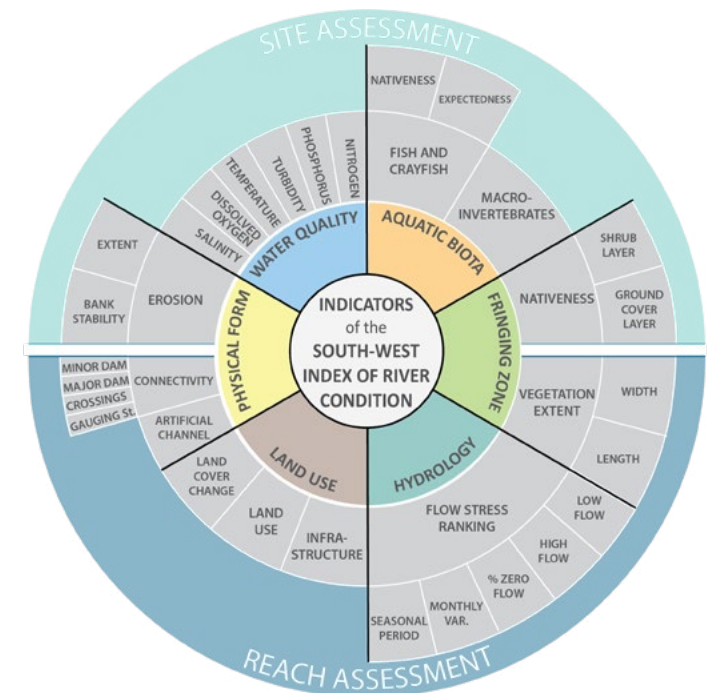 SITE ASSESSMENT
NATIVENESS
EXPECTEDNESS
FISH AND
CRAYFISH
MACRO-
INVERTEBRATES
AQUATIC BIOTA
NITROGEN
PHOSPHORUS
TURBIDITY
TEMPERATURE
DISSOLVED
OXYGEN
SALINITY
WATER QUALITY
EXTENT
BANK
STABILITY
EROSION
PHYSICAL FORM
MINOR DAM
MAJOR DAM
CROSSINGS
GAUGING St.
CONNECTIVITY
ARTIFICIAL
CHANNEL
INDICATORS
of the
SOUTH-WEST
INDEX OF RIVER
CONDITION
SHRUB
LAYER
GROUND
COVER
LAYER
NATIVENESS
FRINGING ZONE
VEGETATION
EXTENT
WIDTH
LENGTH
LAND USE
LAND
COVER
CHANGE
LAND
USE
INFRA-
STRUCTURE
HYDROLOGY
FLOW STRESS
RANKING
LOW
FLOW
HIGH
FLOW
% ZERO
FLOW
MONTHLY
VAR.
SEASONAL
PERIOD
REACH ASSESSMENT